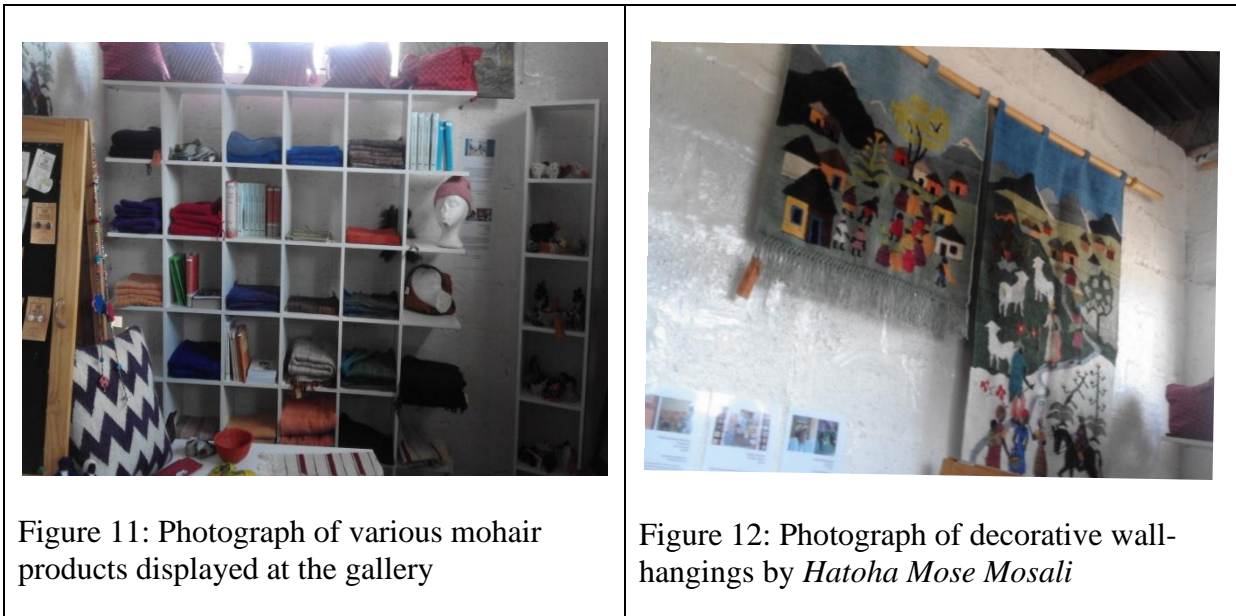 Figure 11: Photograph of various mohair
products displayed at the gallery
Figure 12: Photograph of decorative wall-
hangings by Hatoha Mose Mosali